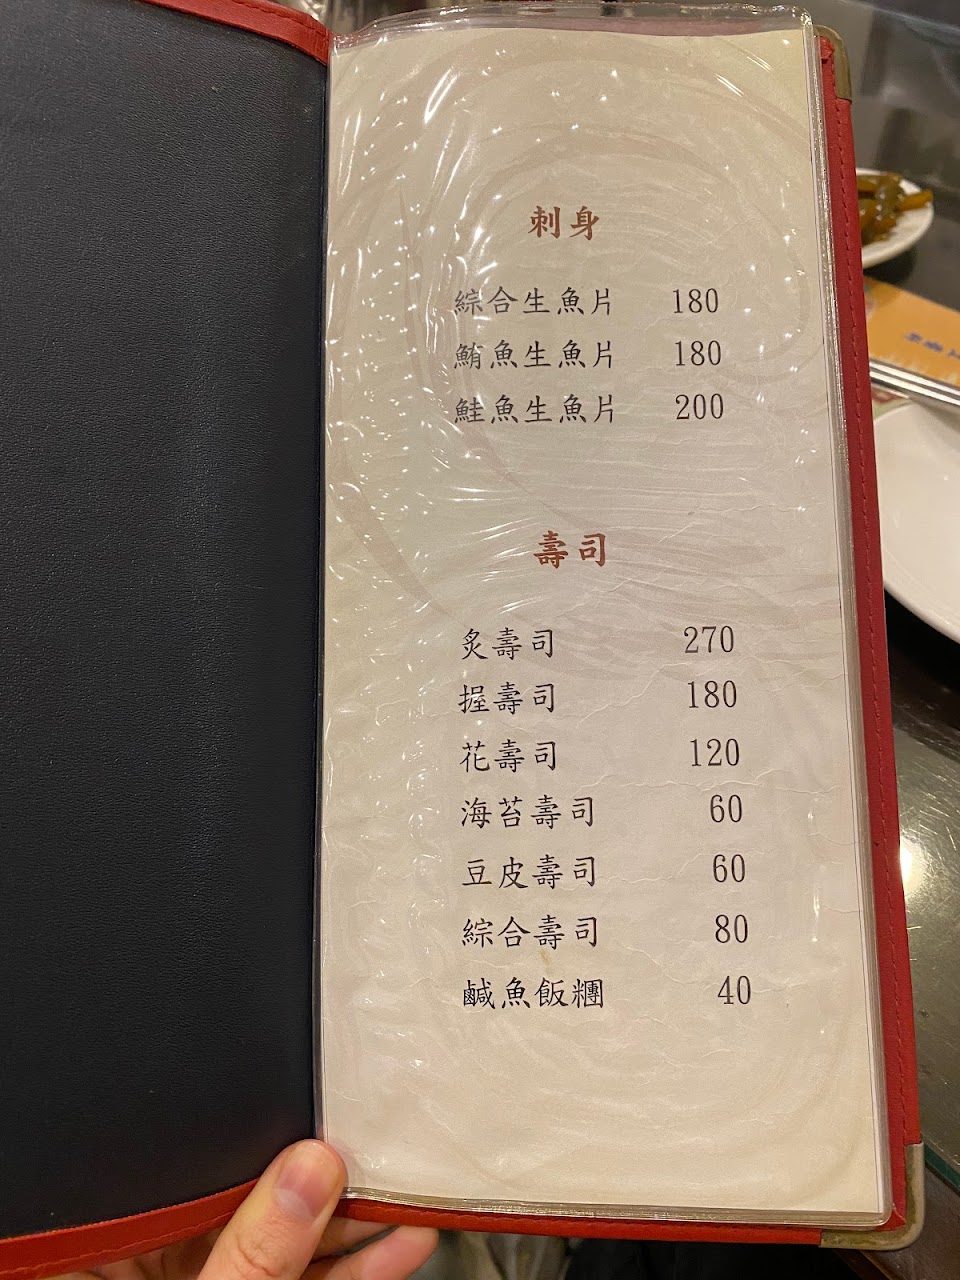 刺身
綜合生魚片 180
鮪魚生魚片 180
鮭魚生魚片 200
壽司
炙壽司 270
握壽司 180
花壽司 120
海苔壽司 60
豆皮壽司 60
綜合壽司 80
鹹魚飯糰 40